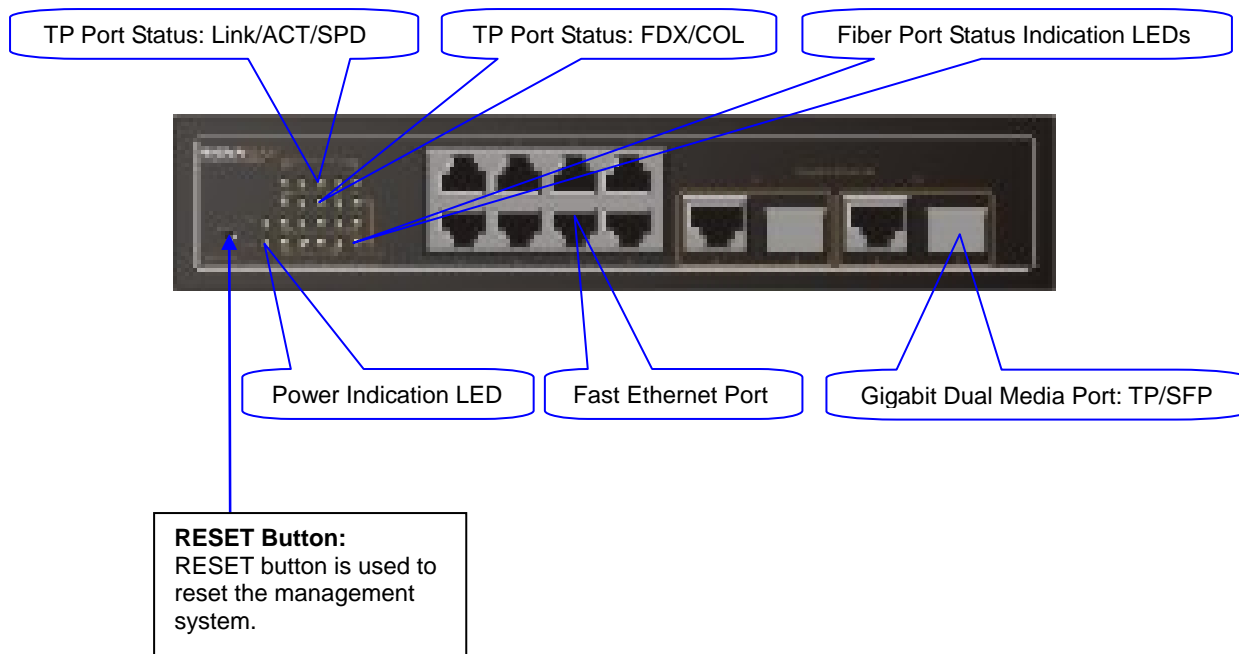 TP Port Status: Link/ACT/SPD
TP Port Status: FDX/COL
Fiber Port Status Indication LEDs
Power Indication LED
Fast Ethernet Port
Gigabit Dual Media Port: TP/SFP
RESET Button:
RESET button is used to
reset the management
system.